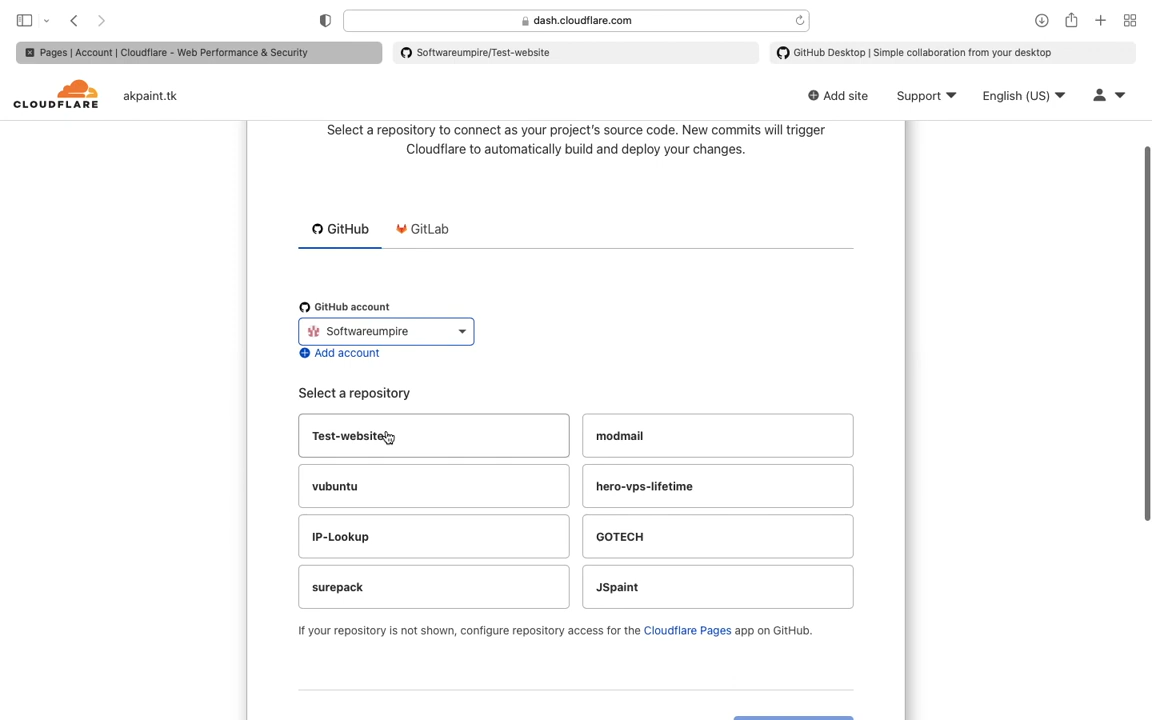 dash.cloudflare.com
Pages | Account | Cloudflare - Web Performance & Security
Softwareumpire/Test-website
GitHub Desktop | Simple collaboration from your desktop
CLOUDFLARE
akpaint.tk
Add site
Support
English (US)
Select a repository to connect as your project's source code. New commits will trigger
Cloudflare to automatically build and deploy your changes.
GitHub
GitLab
GitHub account
Softwareumpire
Add account
Select a repository
Test-website
modmail
vubuntu
hero-vps-lifetime
IP-Lookup
GOTECH
surepack
JSpaint
If your repository is not shown, configure repository access for the Cloudflare Pages app on GitHub.